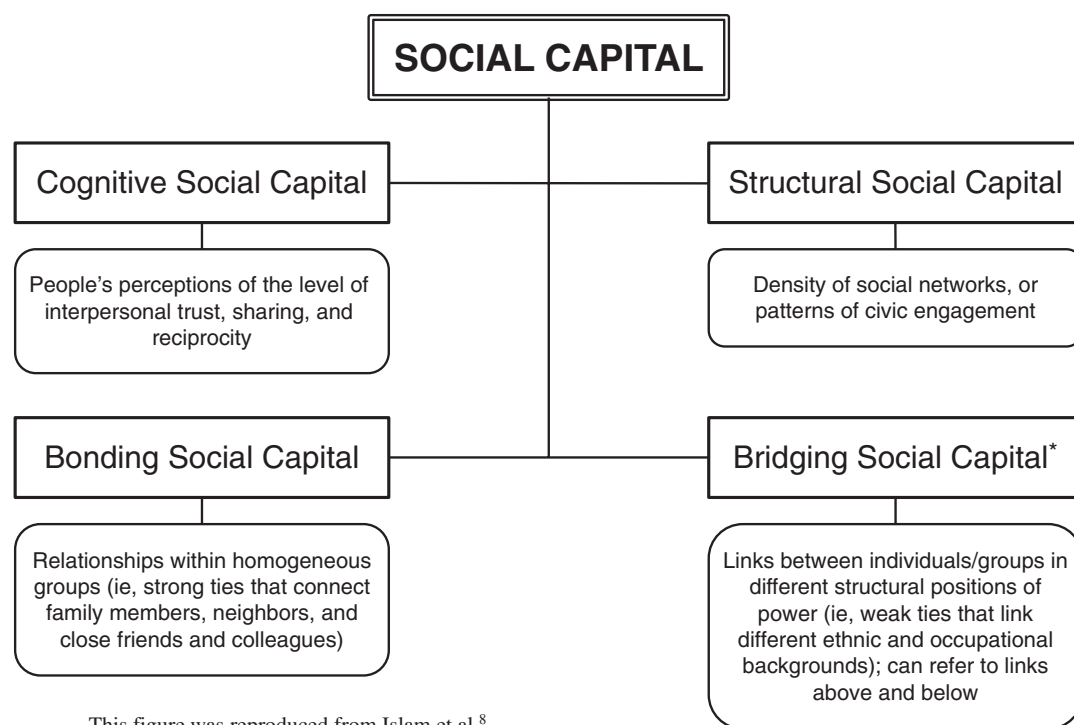 SOCIAL CAPITAL
Cognitive Social Capital
People’s perceptions of the level of
interpersonal trust, sharing, and
reciprocity
Structural Social Capital
Density of social networks, or
patterns of civic engagement
Bonding Social Capital
Relationships within homogeneous
groups (ie, strong ties that connect
family members, neighbors, and
close friends and colleagues)
Bridging Social Capital*
Links between individuals/groups in
different structural positions of
power (ie, weak ties that link
different ethnic and occupational
backgrounds); can refer to links
above and below
This figure was reproduced from Islam et al.8